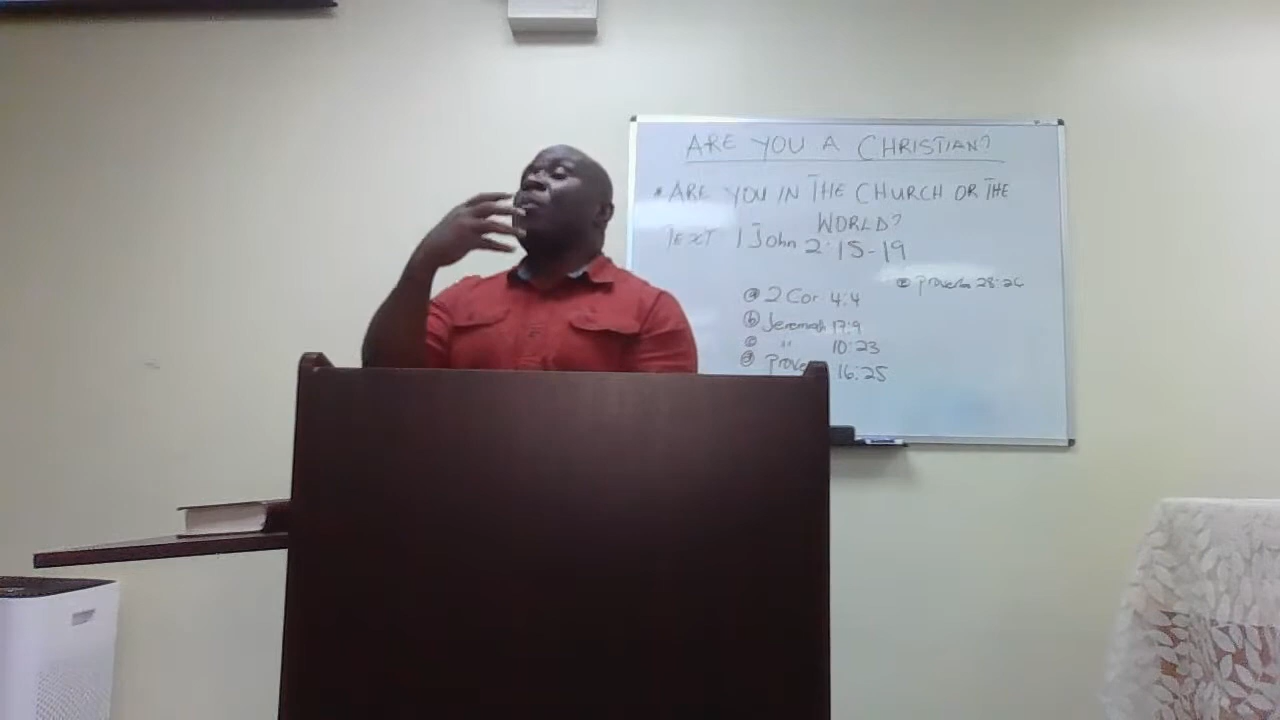 ARE YOU A CHRISTIAN?
* ARE YOU IN THE CHURCH OR THE
WORLD?
TEXT 1 John 2:15-19
ⓐ 2 Cor 4:4
ⓑ Jeremiah 17:9
ⓒ " 10:23
ⓓ Prove 16:25
ⓔ Proverbs 28:26